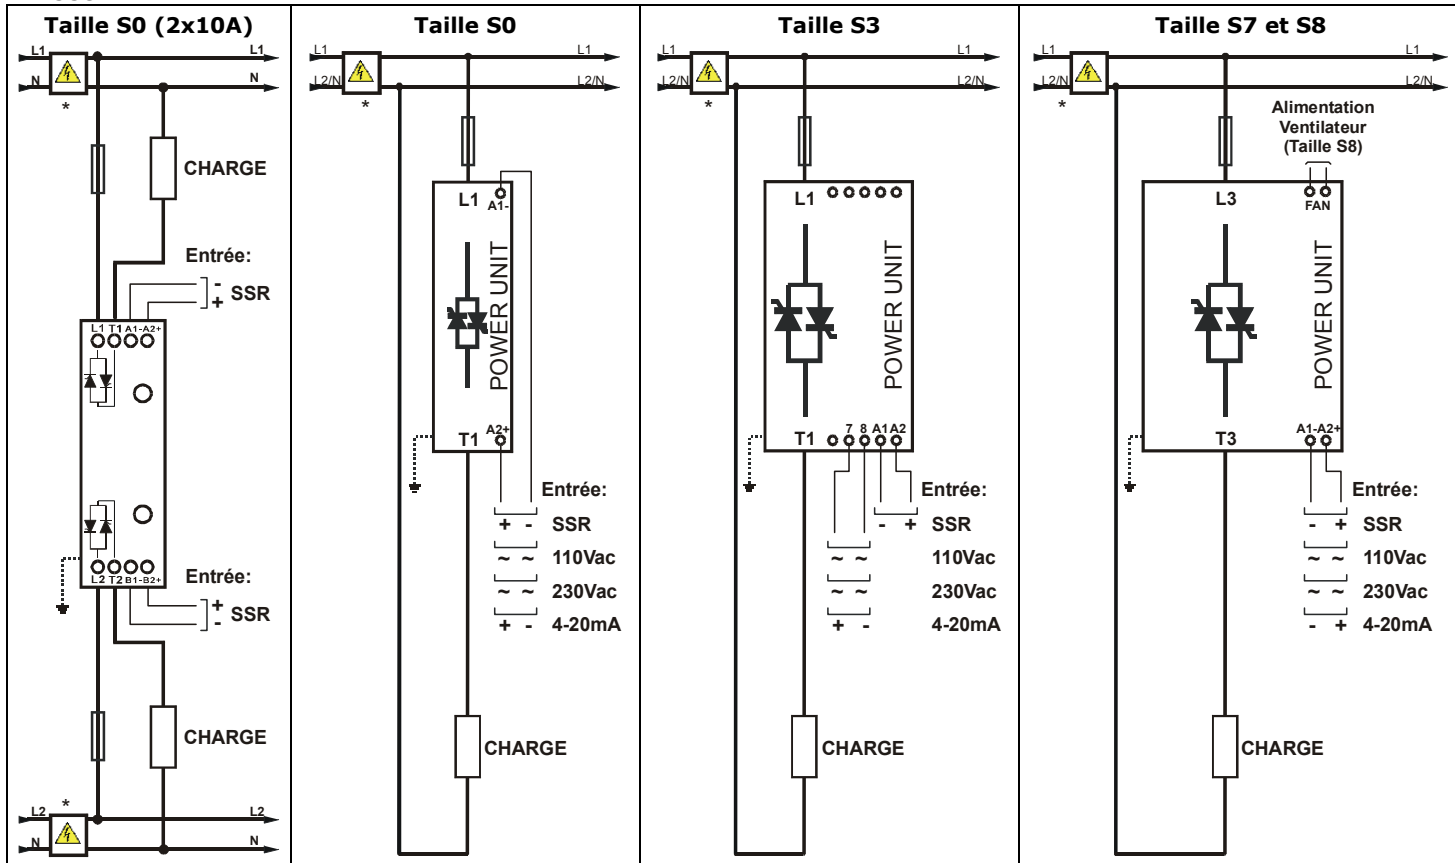 Taille S0 (2x10A)
L1 L1
N N
*
CHARGE
Entrée:
-
+ SSR
L1 T1 A1- A2+
L2 T2 B1- B2+
Entrée:
+
- SSR
CHARGE
*
L2 L2
N N
Taille S0
L1 L1
L2/N L2/N
*
L1 A1-
POWER UNIT
T1 A2+
Entrée:
+ - SSR
~ ~ 110Vac
~ ~ 230Vac
+ - 4-20mA
CHARGE
Taille S3
L1 L1
L2/N L2/N
*
L1
POWER UNIT
T1 7 8 A1 A2
Entrée:
- + SSR
~ ~ 110Vac
~ ~ 230Vac
+ - 4-20mA
CHARGE
Taille S7 et S8
L1 L1
L2/N L2/N
*
Alimentation
Ventilateur
(Taille S8)
L3 FAN
POWER UNIT
T3 A1- A2+
Entrée:
- + SSR
~ ~ 110Vac
~ ~ 230Vac
- + 4-20mA
CHARGE